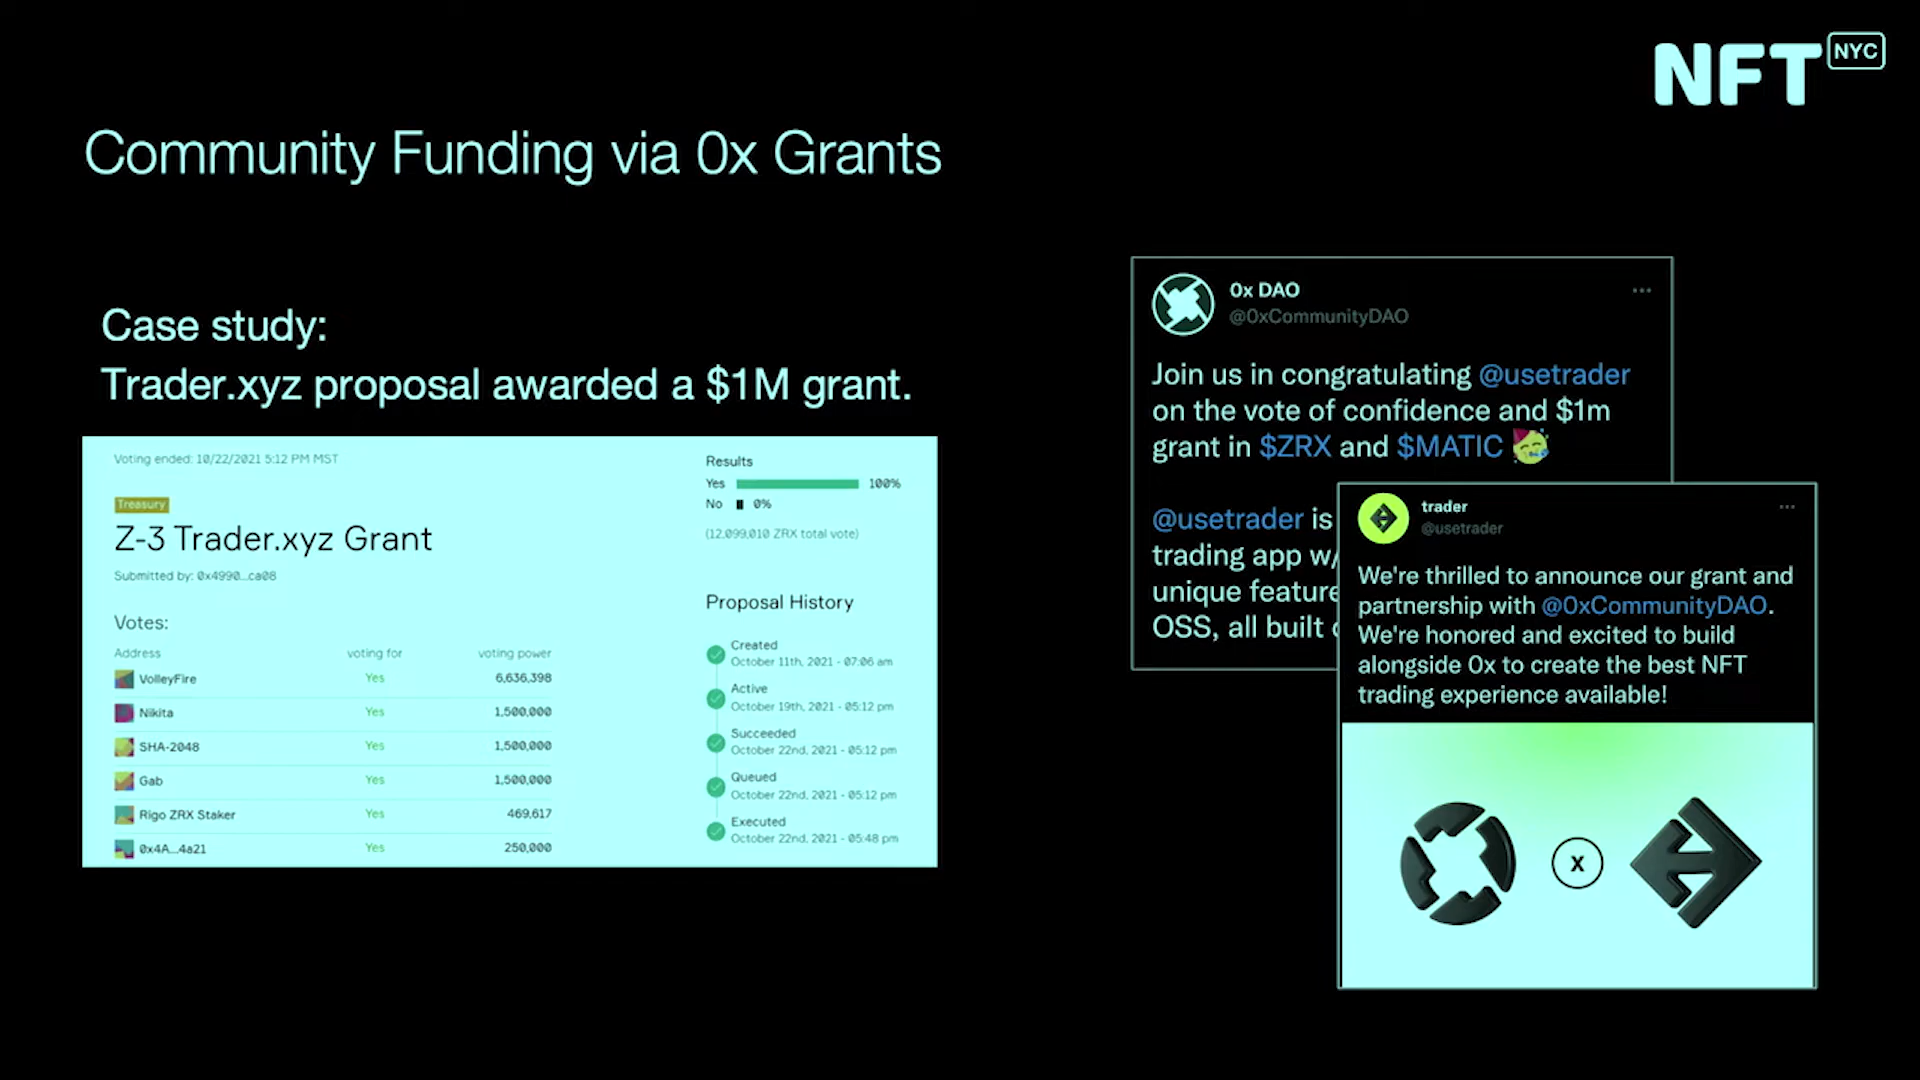 NFT NYC
Community Funding via 0x Grants
Case study:
Trader.xyz proposal awarded a $1M grant.
Voting ended: 10/22/2021 5:12 PM MST
Treasury
Z-3 Trader.xyz Grant
Submitted by: 0x4990...ca08
Votes:
Address voting for voting power
VolleyFire Yes 6,636,398
Nikita Yes 1,500,000
SHA-2048 Yes 1,500,000
Gab Yes 1,500,000
Rigo ZRX Staker Yes 469,617
0x4A...4a21 Yes 250,000
Results
Yes 100%
No 0%
(12,099,010 ZRX total vote)
Proposal History
Created
October 11th, 2021 - 07:06 am
Active
October 19th, 2021 - 05:12 pm
Succeeded
October 22nd, 2021 - 05:12 pm
Queued
October 22nd, 2021 - 05:12 pm
Executed
October 22nd, 2021 - 05:48 pm
0x DAO
@0xCommunityDAO
Join us in congratulating @usetrader
on the vote of confidence and $1m
grant in $ZRX and $MATIC 🥳
@usetrader is
trading app w/
unique feature
OSS, all built
trader
@usetrader
We're thrilled to announce our grant and
partnership with @0xCommunityDAO.
We're honored and excited to build
alongside 0x to create the best NFT
trading experience available!
X